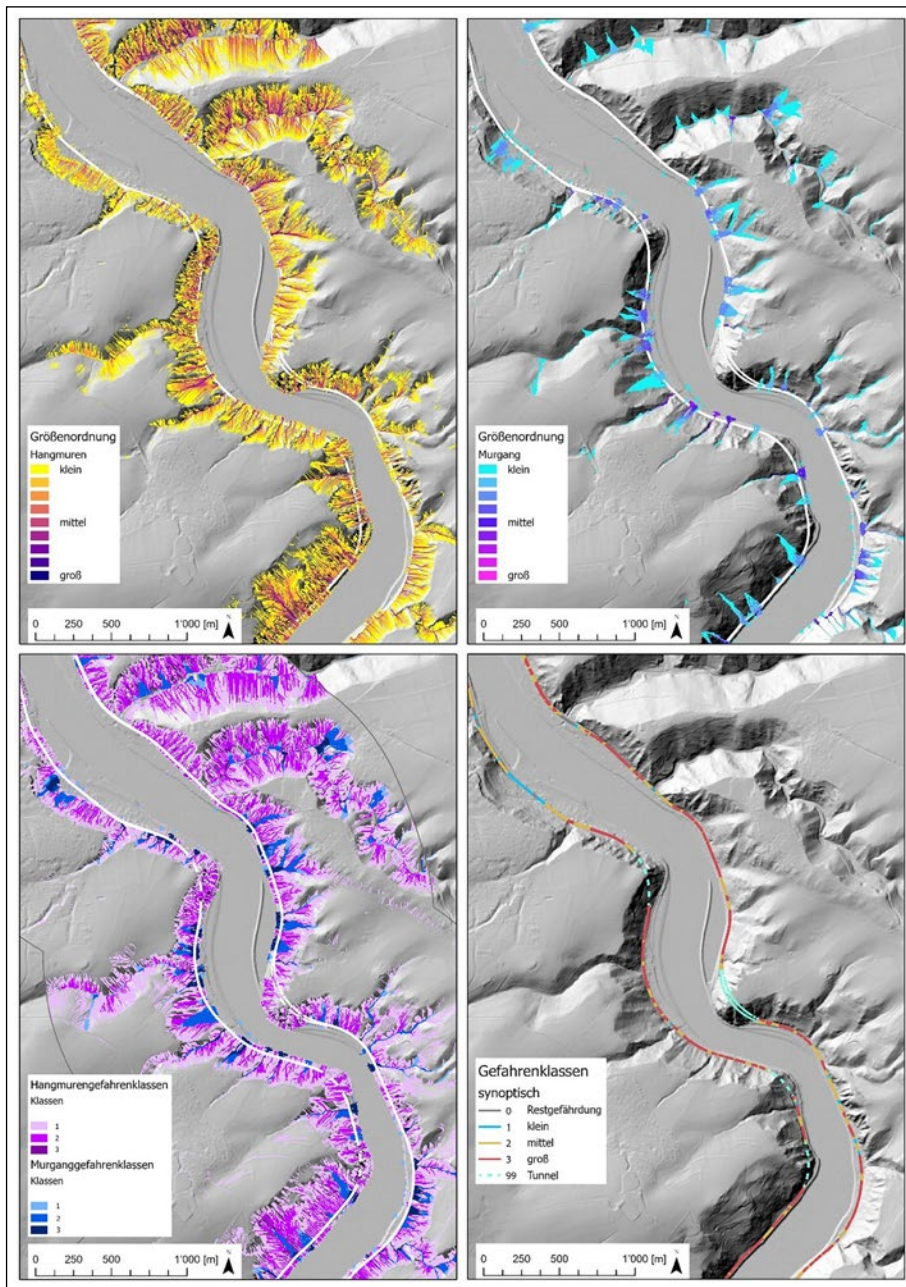 Größenordnung
Hangmuren
klein
mittel
groß
0 250 500 1'000 [m]
N
Größenordnung
Murgang
klein
mittel
groß
0 250 500 1'000 [m]
N
Hangmurengefahrenklassen
Klassen
1
2
3
Murganggefahrenklassen
Klassen
1
2
3
0 250 500 1'000 [m]
N
Gefahrenklassen
synoptisch
0 Restgefährdung
1 klein
2 mittel
3 groß
99 Tunnel
0 250 500 1'000 [m]
N